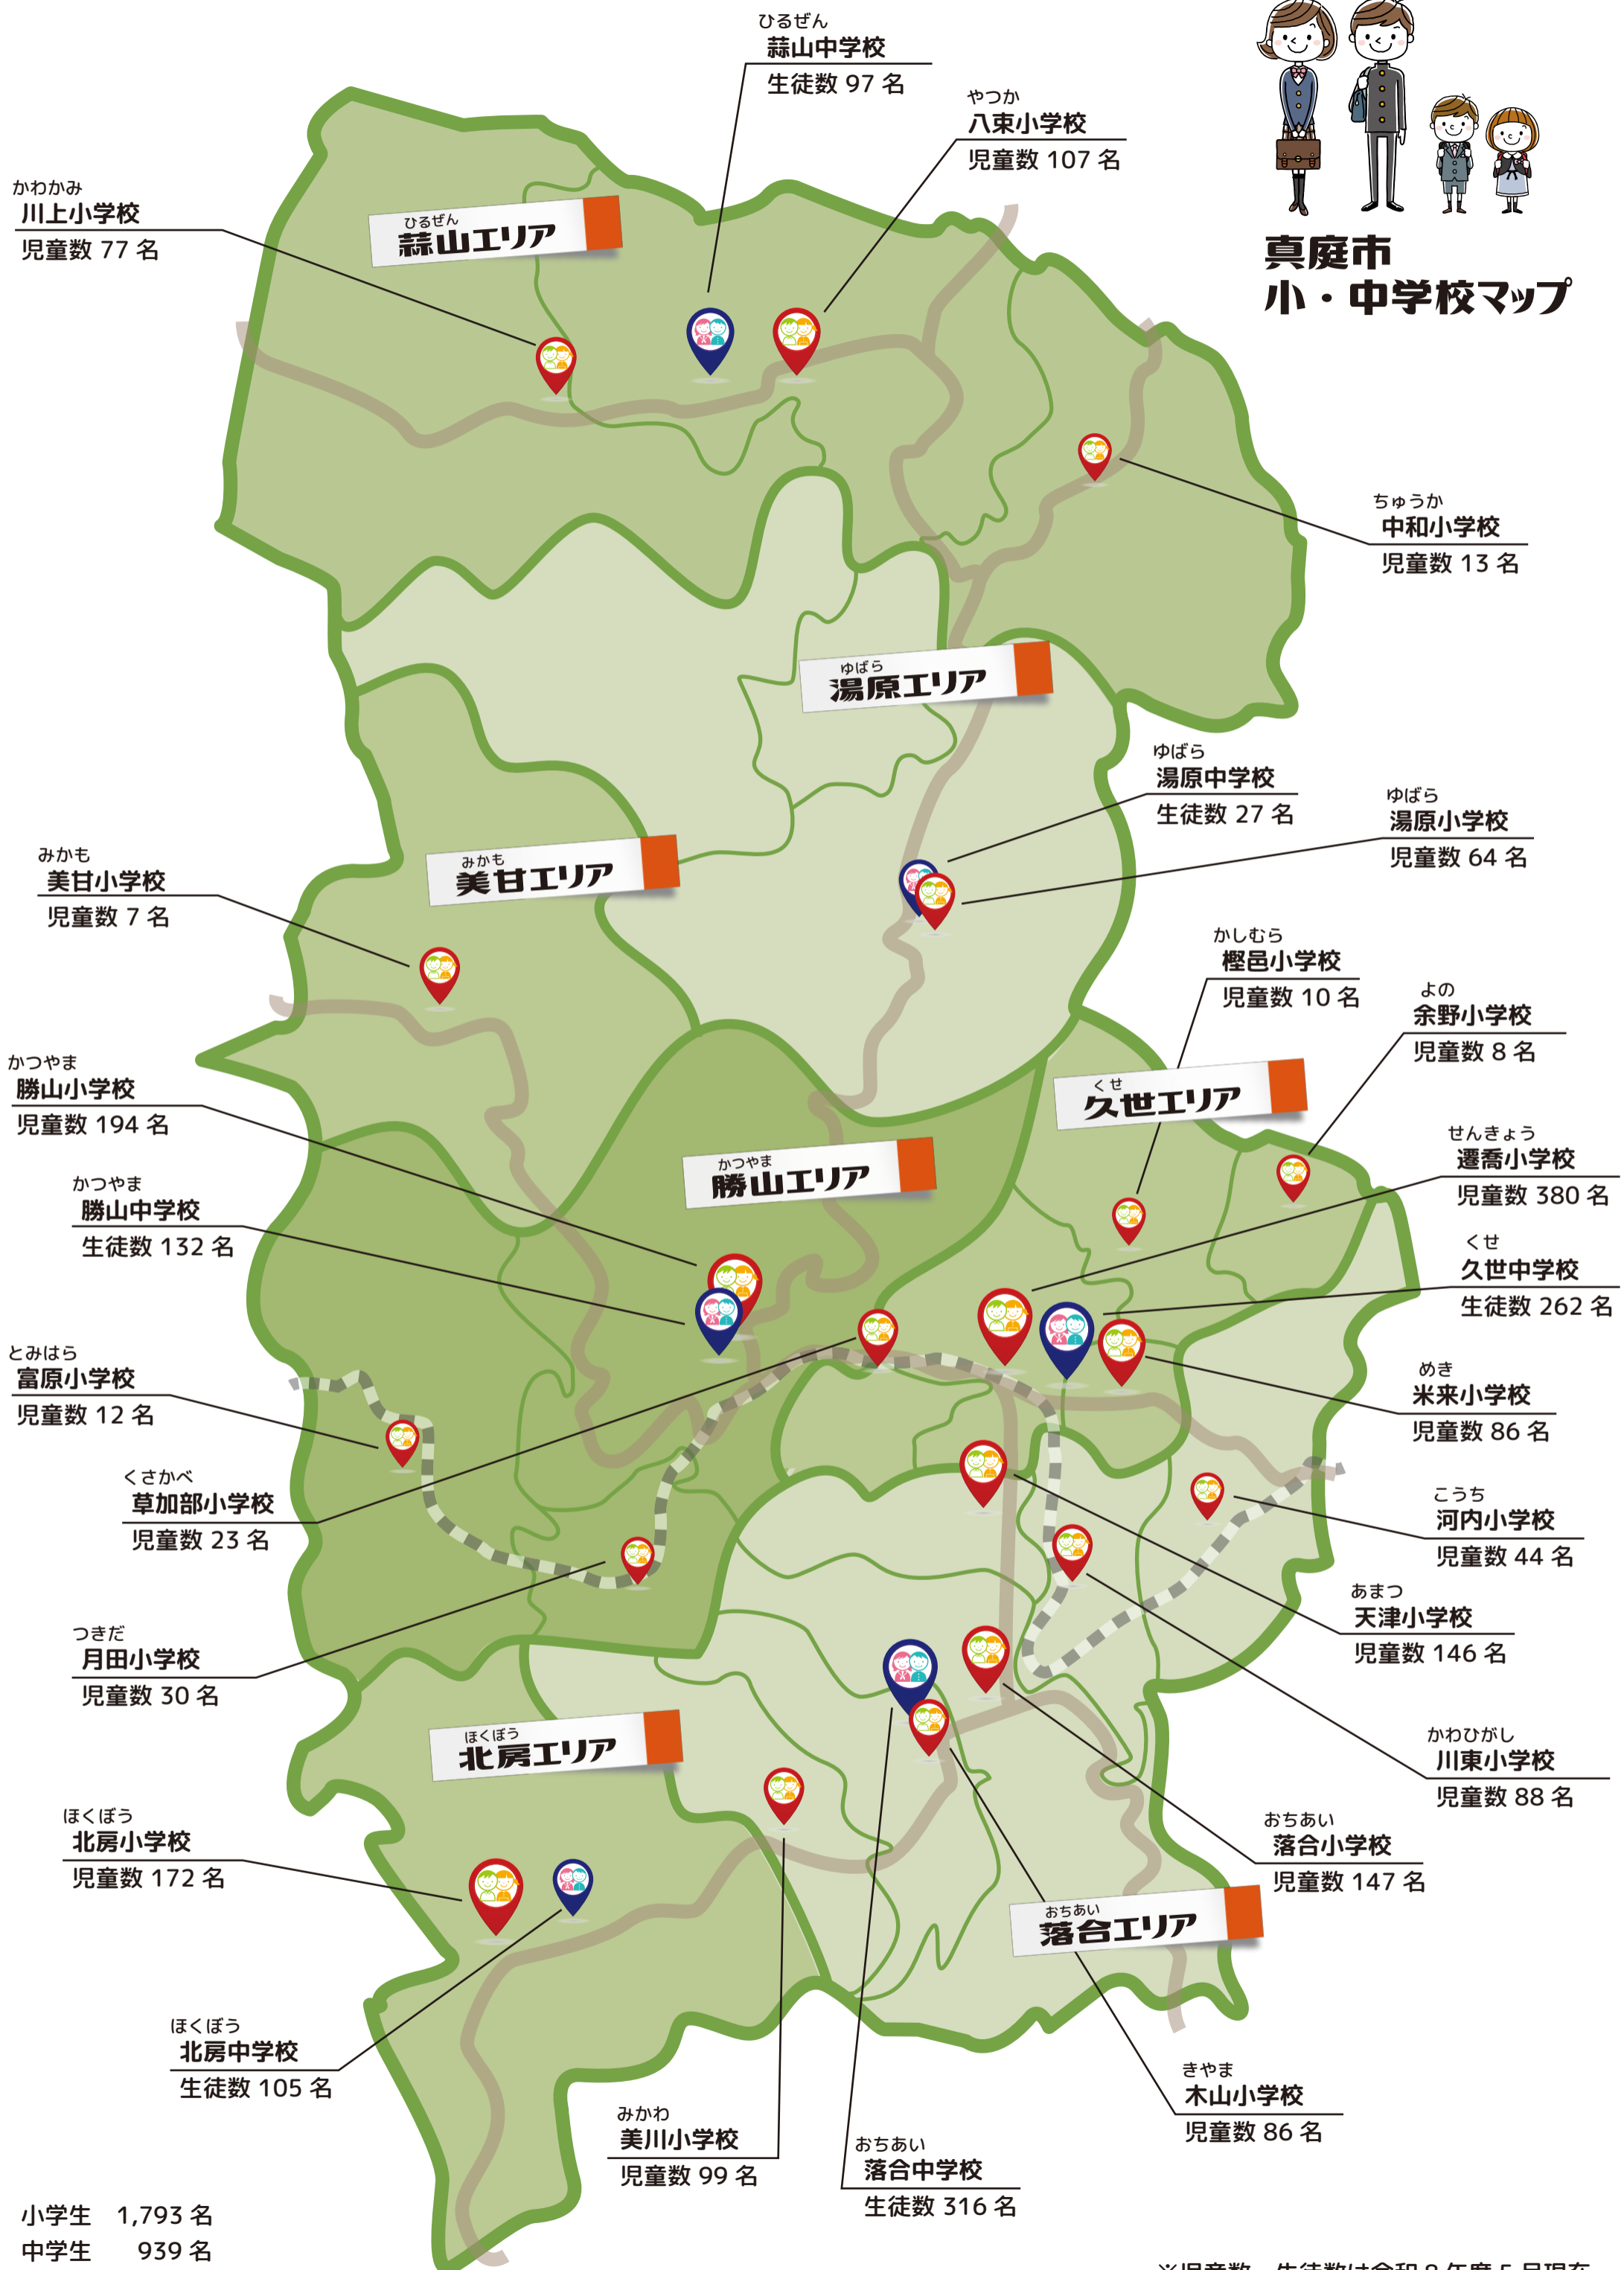 ひるぜん
蒜山中学校
生徒数 97 名
やつか
八束小学校
児童数 107 名
真庭市
小・中学校マップ
かわかみ
川上小学校
児童数 77 名
ひるぜん
蒜山エリア
ちゅうか
中和小学校
児童数 13 名
ゆばら
湯原エリア
ゆばら
湯原中学校
生徒数 27 名
ゆばら
湯原小学校
児童数 64 名
みかも
美甘エリア
みかも
美甘小学校
児童数 7 名
かしむら
樫邑小学校
児童数 10 名
よの
余野小学校
児童数 8 名
かつやま
勝山小学校
児童数 194 名
くせ
久世エリア
かつやま
勝山エリア
せんきょう
遷喬小学校
児童数 380 名
かつやま
勝山中学校
生徒数 132 名
くせ
久世中学校
生徒数 262 名
とみはら
富原小学校
児童数 12 名
めき
米来小学校
児童数 86 名
くさかべ
草加部小学校
児童数 23 名
こうち
河内小学校
児童数 44 名
あまつ
天津小学校
児童数 146 名
つきだ
月田小学校
児童数 30 名
ほくぼう
北房エリア
かわひがし
川東小学校
児童数 88 名
ほくぼう
北房小学校
児童数 172 名
おちあい
落合小学校
児童数 147 名
おちあい
落合エリア
ほくぼう
北房中学校
生徒数 105 名
きやま
木山小学校
児童数 86 名
みかわ
美川小学校
児童数 99 名
おちあい
落合中学校
生徒数 316 名
小学生 1,793 名
中学生 939 名